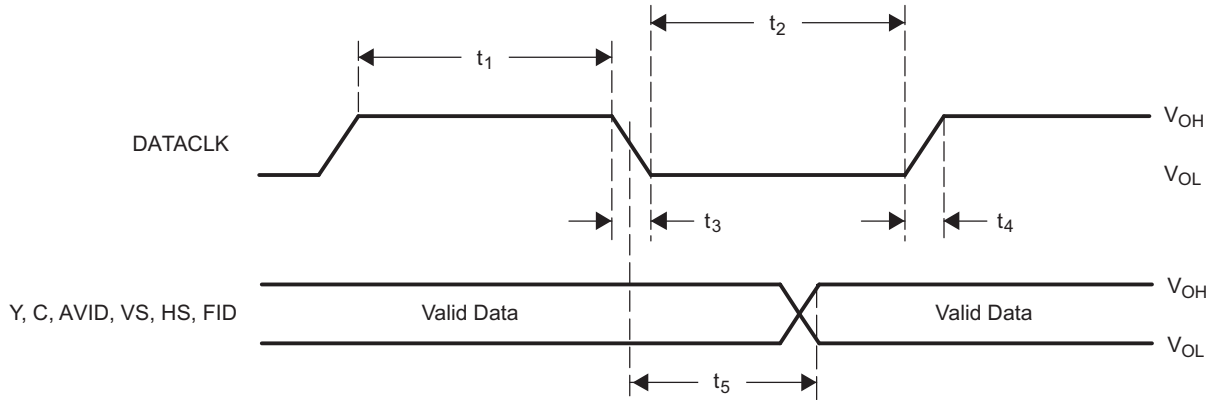 t2
t1
VOH
DATACLK
VOL
t3
t4
VOH
Y, C, AVID, VS, HS, FID
Valid Data
Valid Data
VOL
t5